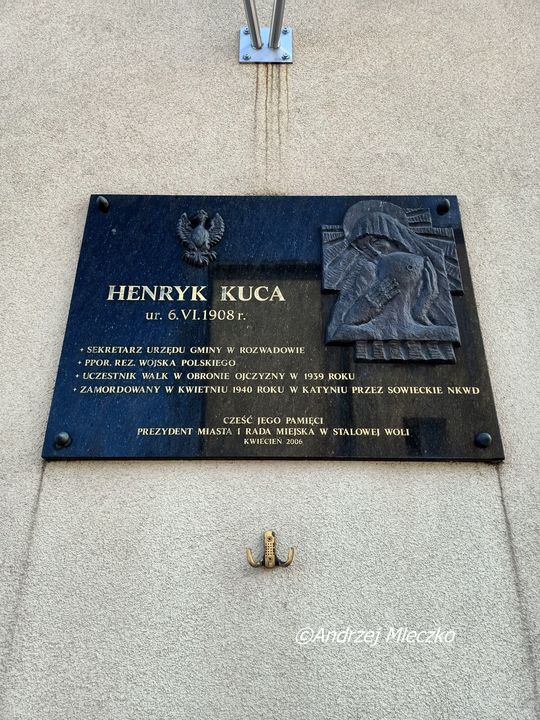 HENRYK KUCA
ur. 6.VI.1908 r.
+ SEKRETARZ URZĘDU GMINY W ROZWADOWIE
+ PPOR. REZ. WOJSKA POLSKIEGO
+ UCZESTNIK WALK W OBRONIE OJCZYZNY W 1939 ROKU
+ ZAMORDOWANY W KWIETNIU 1940 ROKU W KATYNIU PRZEZ SOWIECKIE NKWD
CZEŚĆ JEGO PAMIĘCI
PREZYDENT MIASTA I RADA MIEJSKA W STALOWEJ WOLI
KWIECIEŃ 2006
©Andrzej Mleczko